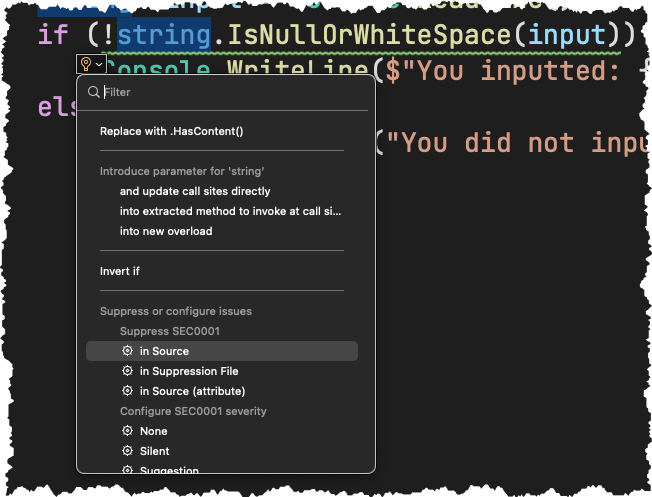 if (!string.IsNullOrWhiteSpace(input))
Console.WriteLine($"You inputted:
els
("You did not inpu
Filter
Replace with .HasContent()
Introduce parameter for 'string'
and update call sites directly
into extracted method to invoke at call si...
into new overload
Invert if
Suppress or configure issues
Suppress SEC0001
in Source
in Suppression File
in Source (attribute)
Configure SEC0001 severity
None
Silent
Suggestion